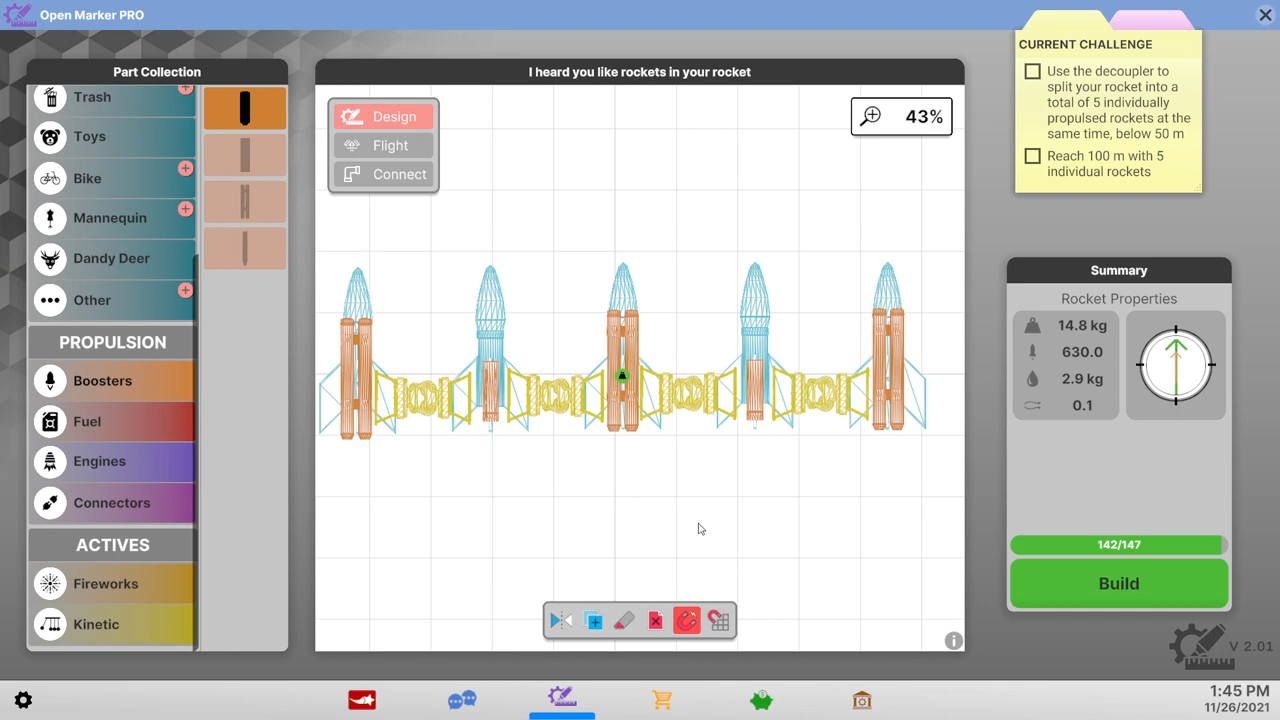 Open Marker PRO
Part Collection
Trash
Toys
Bike
Mannequin
Dandy Deer
Other
PROPULSION
Boosters
Fuel
Engines
Connectors
ACTIVES
Fireworks
Kinetic
I heard you like rockets in your rocket
Design
Flight
Connect
43%
CURRENT CHALLENGE
Use the decoupler to
split your rocket into a
total of 5 individually
propulsed rockets at the
same time, below 50 m
Reach 100 m with 5
individual rockets
Summary
Rocket Properties
14.8 kg
630.0
2.9 kg
0.1
142/147
Build
V 2.01
1:45 PM
11/26/2021